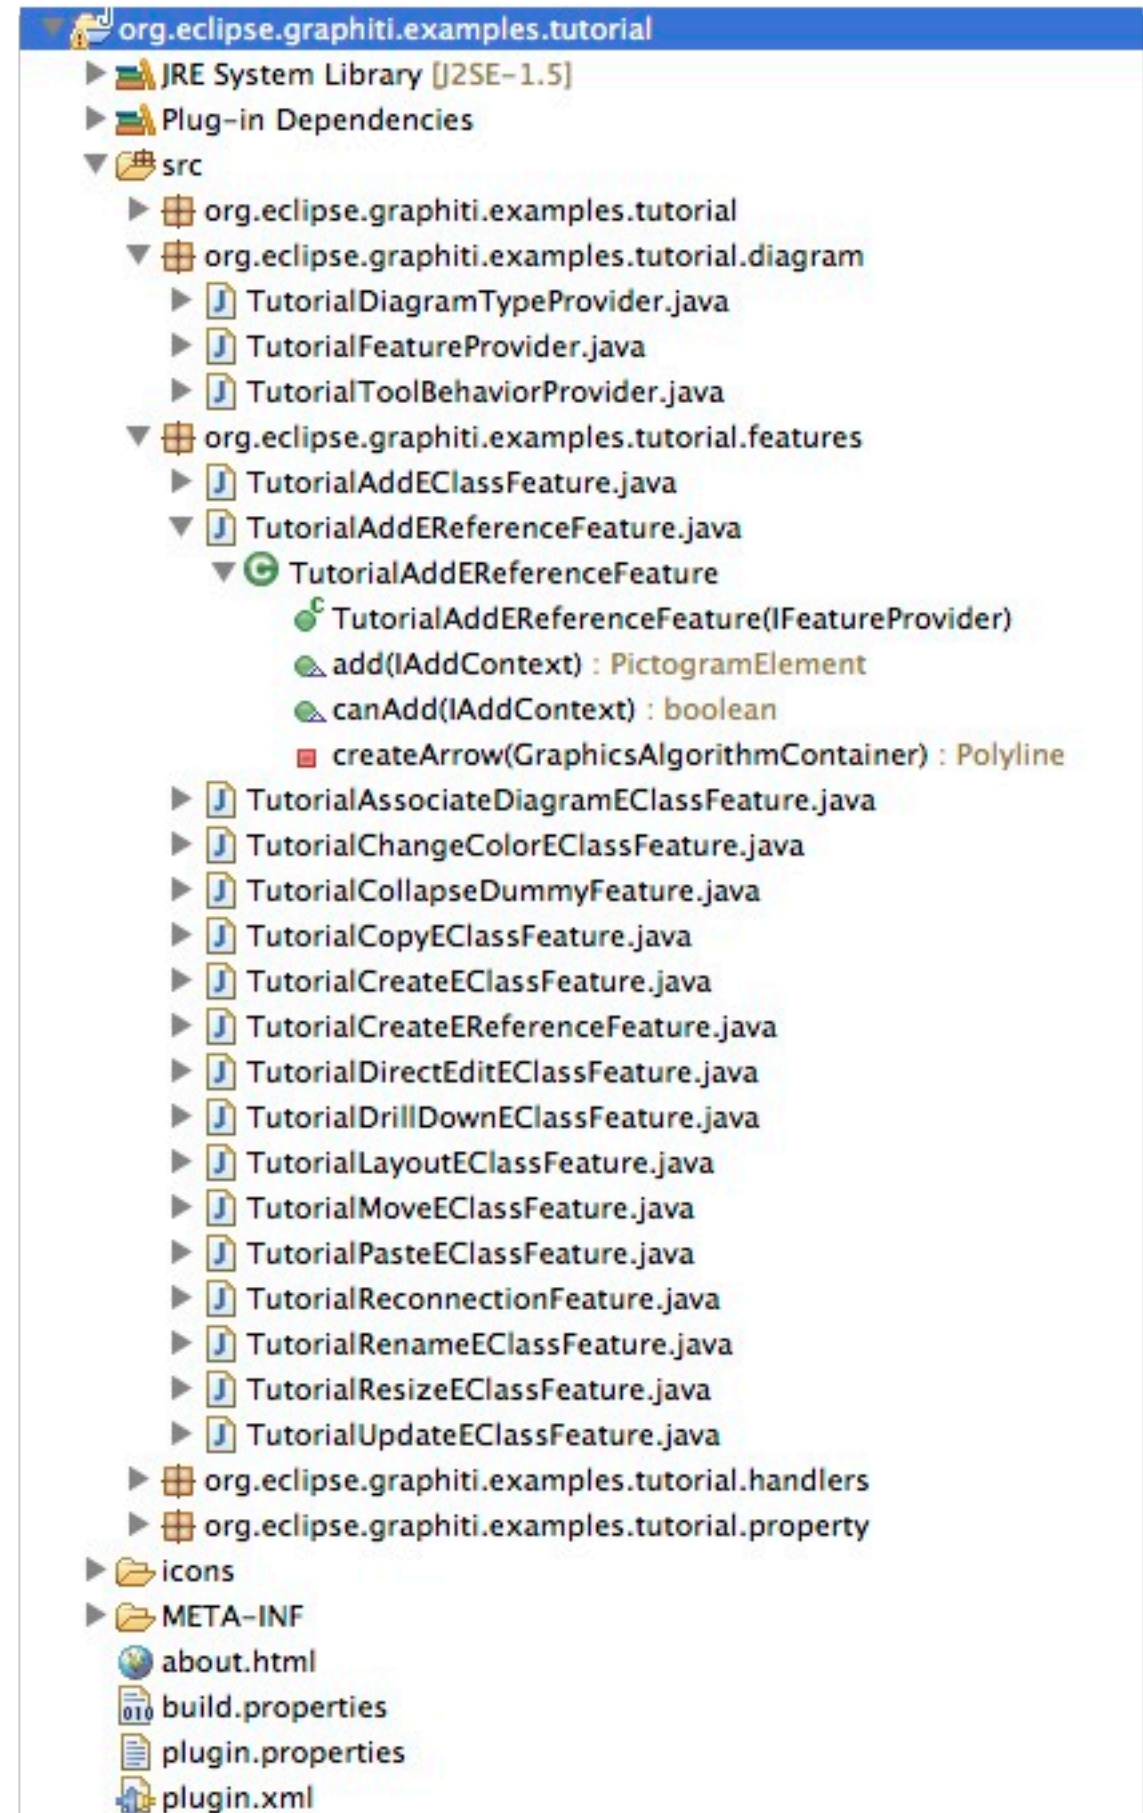 org.eclipse.graphiti.examples.tutorial
JRE System Library [J2SE-1.5]
Plug-in Dependencies
src
org.eclipse.graphiti.examples.tutorial
org.eclipse.graphiti.examples.tutorial.diagram
TutorialDiagramTypeProvider.java
TutorialFeatureProvider.java
TutorialToolBehaviorProvider.java
org.eclipse.graphiti.examples.tutorial.features
TutorialAddEClassFeature.java
TutorialAddEReferenceFeature.java
TutorialAddEReferenceFeature
TutorialAddEReferenceFeature(IFeatureProvider)
add(IAddContext) : PictogramElement
canAdd(IAddContext) : boolean
createArrow(GraphicsAlgorithmContainer) : Polyline
TutorialAssociateDiagramEClassFeature.java
TutorialChangeColorEClassFeature.java
TutorialCollapseDummyFeature.java
TutorialCopyEClassFeature.java
TutorialCreateEClassFeature.java
TutorialCreateEReferenceFeature.java
TutorialDirectEditEClassFeature.java
TutorialDrillDownEClassFeature.java
TutorialLayoutEClassFeature.java
TutorialMoveEClassFeature.java
TutorialPasteEClassFeature.java
TutorialReconnectionFeature.java
TutorialRenameEClassFeature.java
TutorialResizeEClassFeature.java
TutorialUpdateEClassFeature.java
org.eclipse.graphiti.examples.tutorial.handlers
org.eclipse.graphiti.examples.tutorial.property
icons
META-INF
about.html
build.properties
plugin.properties
plugin.xml